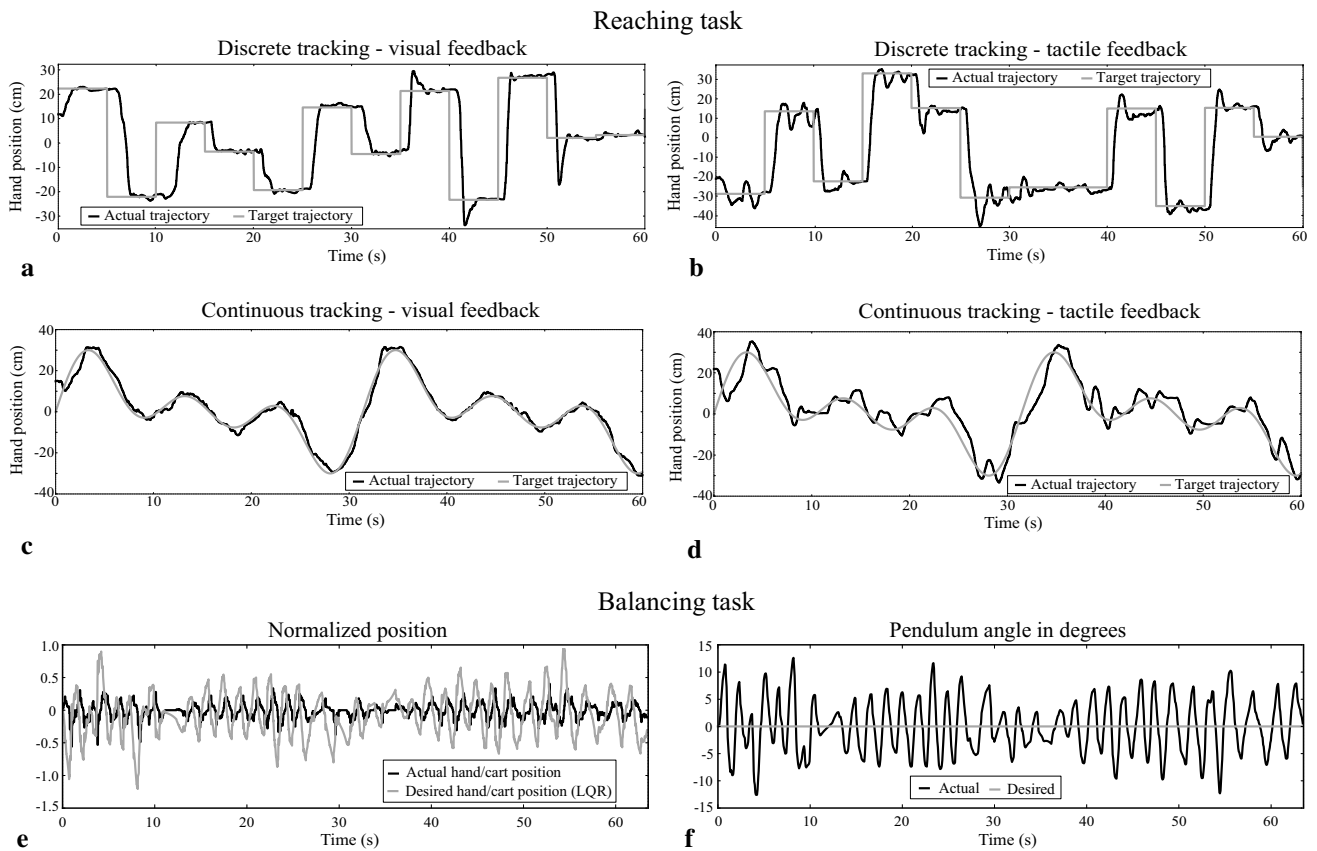 Reaching task
Discrete tracking - visual feedback
Hand position (cm)
30
20
10
0
-10
-20
-30
Actual trajectory Target trajectory
0 10 20 30 40 50 60
Time (s)
a
Discrete tracking - tactile feedback
Hand position (cm)
30
20
10
0
-10
-20
-30
-40
Actual trajectory Target trajectory
0 10 20 30 40 50 60
Time (s)
b
Continuous tracking - visual feedback
Hand position (cm)
40
20
0
-20
-40
Actual trajectory Target trajectory
0 10 20 30 40 50 60
Time (s)
c
Continuous tracking - tactile feedback
Hand position (cm)
40
20
0
-20
-40
Actual trajectory Target trajectory
0 10 20 30 40 50 60
Time (s)
d
Balancing task
Normalized position
1.0
0.5
0
-0.5
-1.0
-1.5
Actual hand/cart position
Desired hand/cart position (LQR)
0 10 20 30 40 50 60
Time (s)
e
Pendulum angle in degrees
15
10
5
0
-5
-10
-15
Actual Desired
0 10 20 30 40 50 60
Time (s)
f